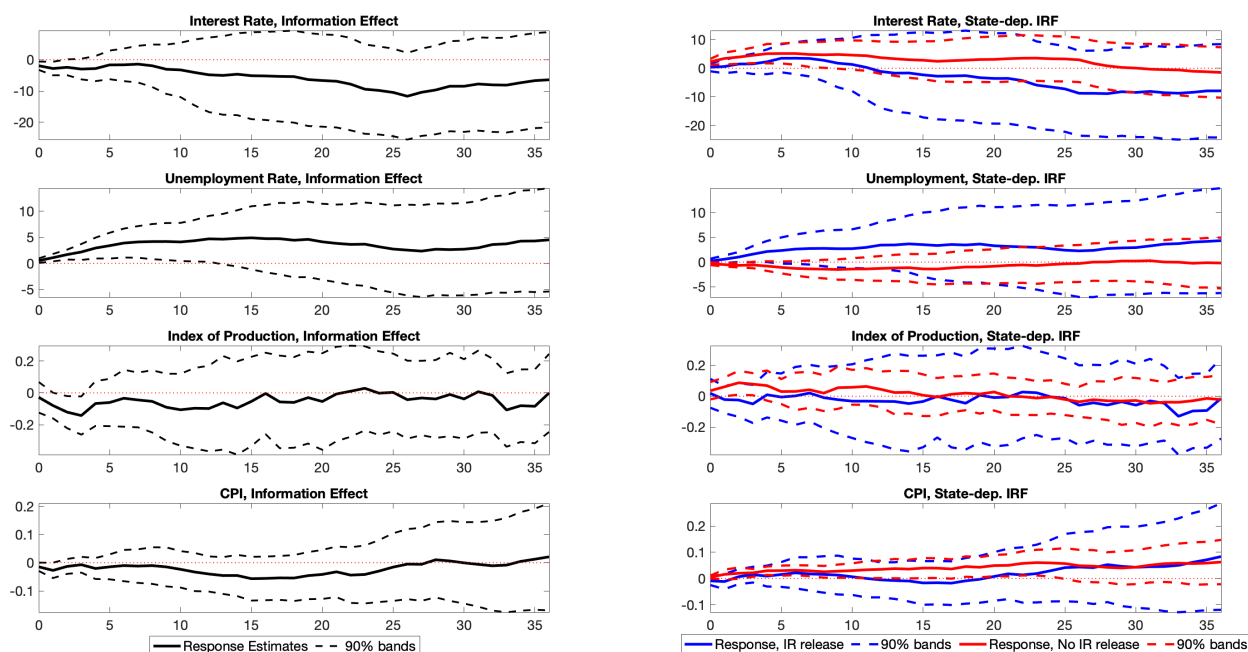 Interest Rate, Information Effect
0
-10
-20
0 5 10 15 20 25 30 35
Unemployment Rate, Information Effect
10
5
0
-5
0 5 10 15 20 25 30 35
Index of Production, Information Effect
0.2
0
-0.2
0 5 10 15 20 25 30 35
CPI, Information Effect
0.2
0.1
0
-0.1
0 5 10 15 20 25 30 35
Response Estimates 90% bands
Interest Rate, State-dep. IRF
10
0
-10
-20
0 5 10 15 20 25 30 35
Unemployment, State-dep. IRF
10
5
0
-5
0 5 10 15 20 25 30 35
Index of Production, State-dep. IRF
0.2
0
-0.2
0 5 10 15 20 25 30 35
CPI, State-dep. IRF
0.2
0.1
0
-0.1
0 5 10 15 20 25 30 35
Response, IR release 90% bands Response, No IR release 90% bands